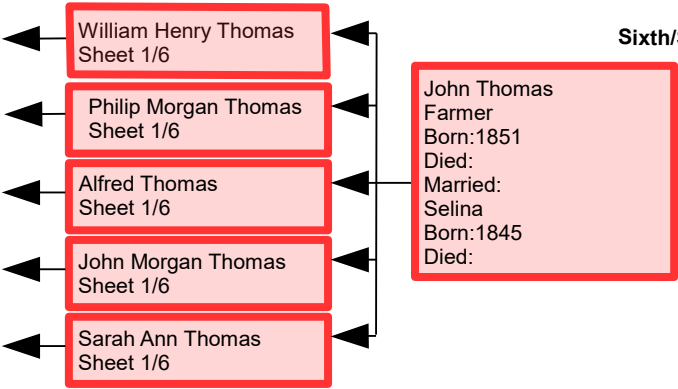 William Henry Thomas
Sheet 1/6
Philip Morgan Thomas
Sheet 1/6
Alfred Thomas
Sheet 1/6
John Morgan Thomas
Sheet 1/6
Sarah Ann Thomas
Sheet 1/6
Sixth/
John Thomas
Farmer
Born:1851
Died:
Married:
Selina
Born:1845
Died: